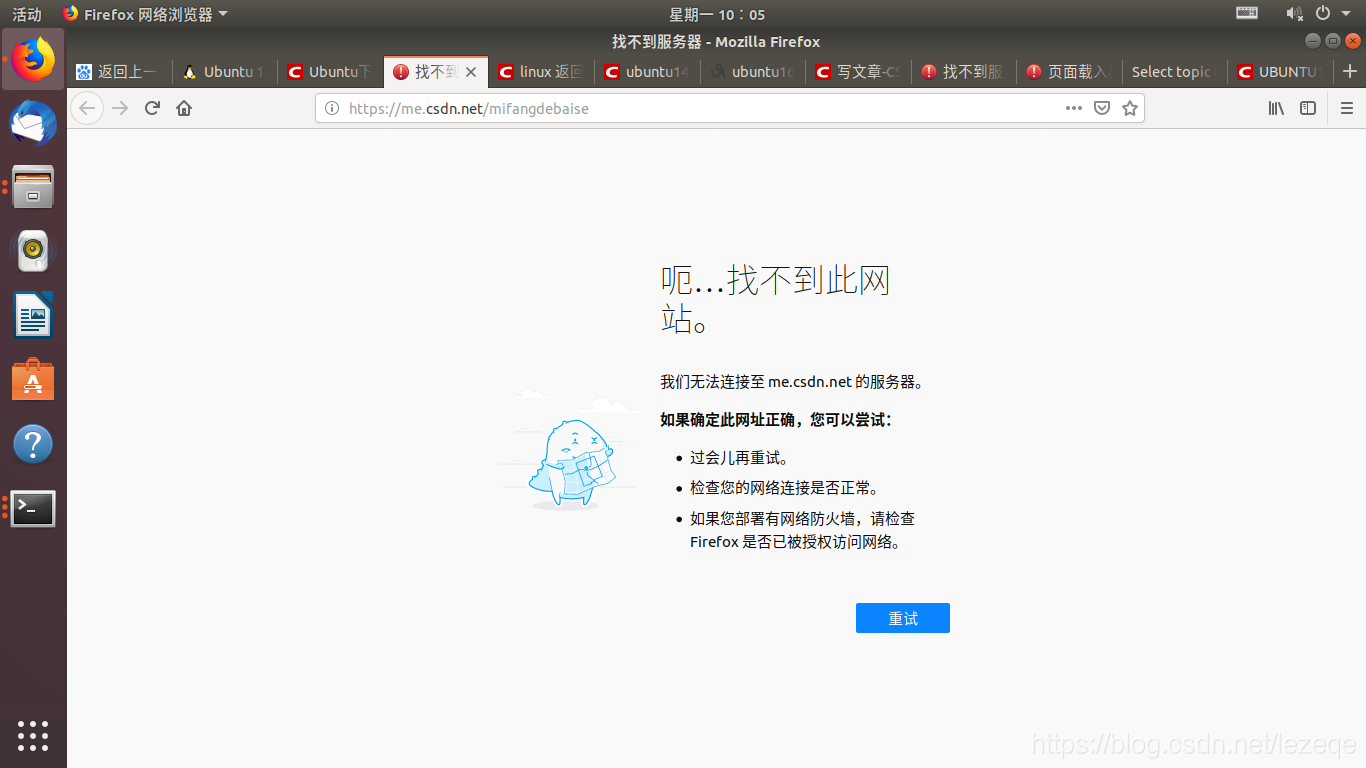 活动 Firefox 网络浏览器 星期一 10：05
找不到服务器 - Mozilla Firefox
返回上一 Ubuntu 1 Ubuntu下 找不到 linux 返回 ubuntu14 ubuntu16 写文章-CS 找不到服 页面载入 Select topic UBUNTU1
https://me.csdn.net/mifangdebaise
呃…找不到此网
站。
我们无法连接至 me.csdn.net 的服务器。
如果确定此网址正确，您可以尝试：
过会儿再重试。
检查您的网络连接是否正常。
如果您部署有网络防火墙，请检查
Firefox 是否已被授权访问网络。
重试
https://blog.csdn.net/lezeqe